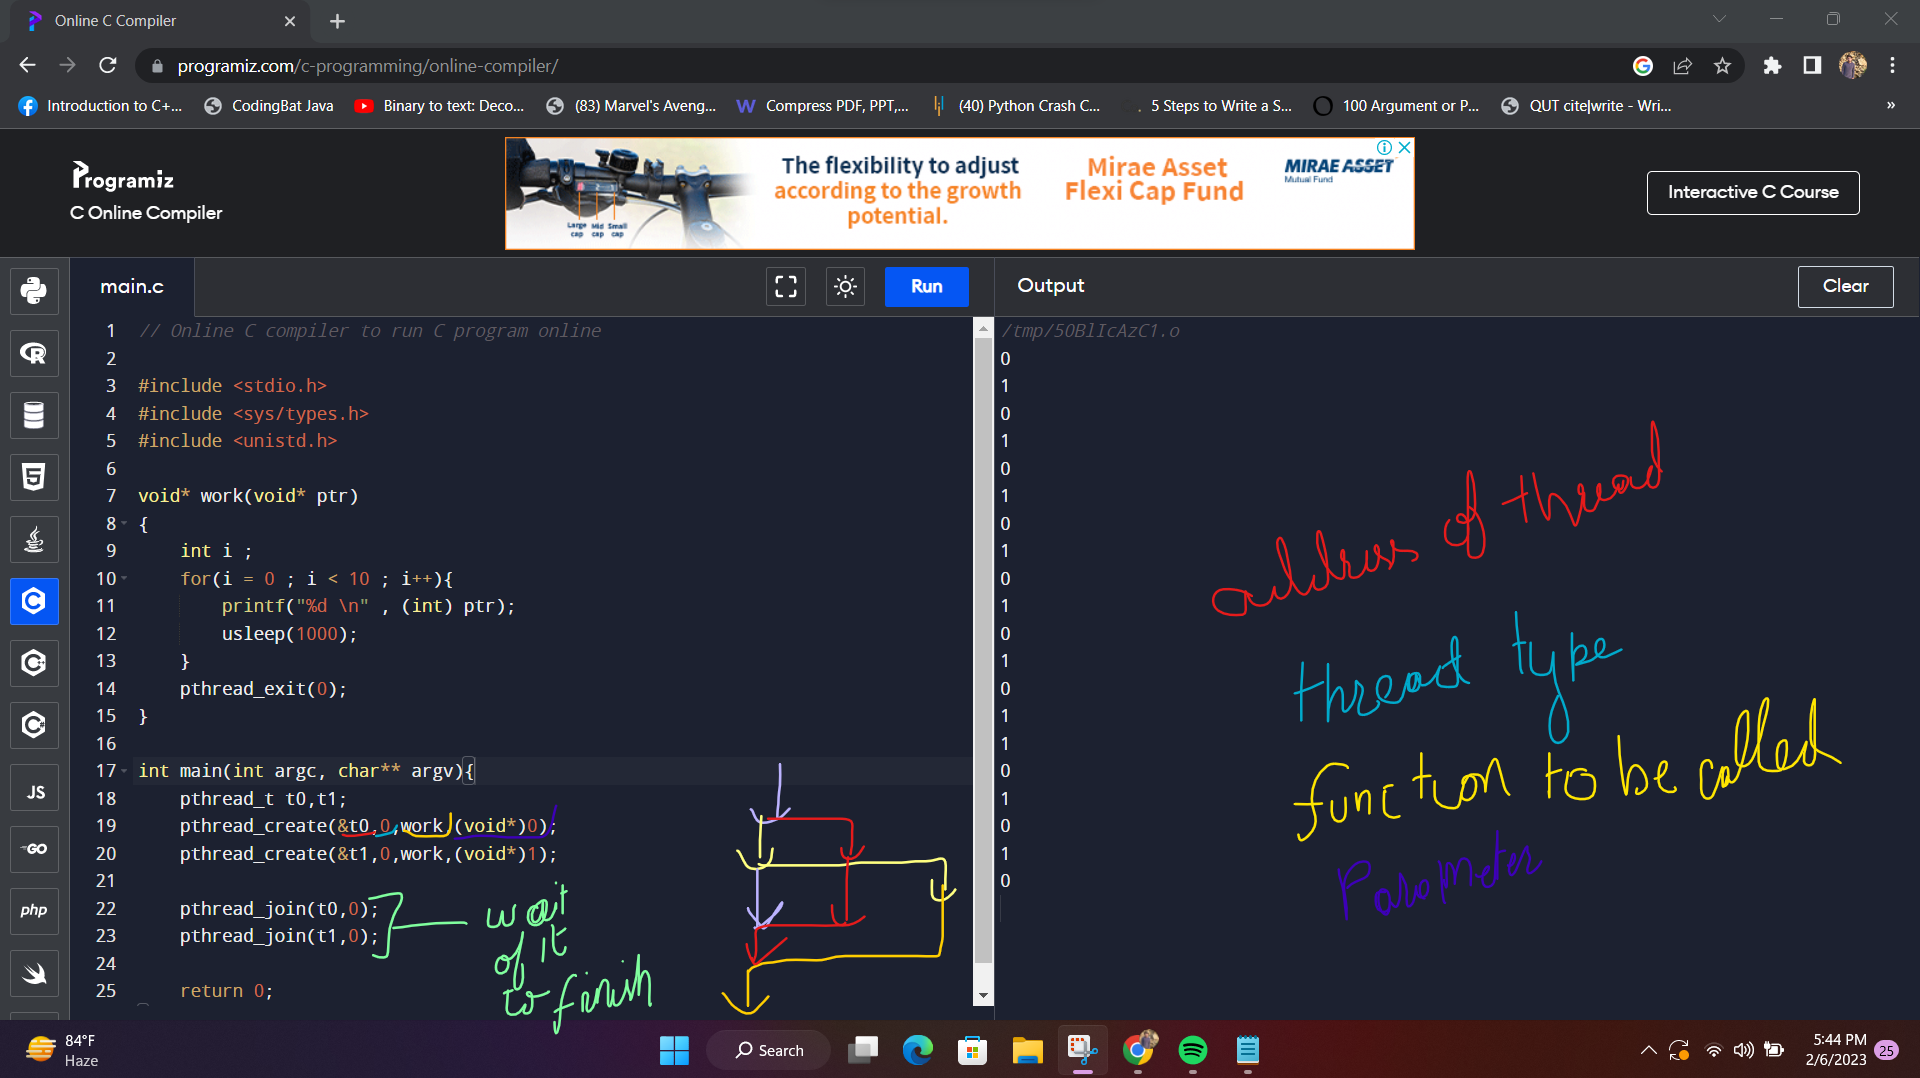 Online C Compiler
programiz.com/c-programming/online-compiler/
Introduction to C+...
CodingBat Java
Binary to text: Deco...
(83) Marvel's Aveng...
Compress PDF, PPT,...
(40) Python Crash C...
5 Steps to Write a S...
100 Argument or P...
QUT cite|write - Wri...
»
Programiz
C Online Compiler
The flexibility to adjust
according to the growth
potential.
Large cap
Mid cap
Small cap
Mirae Asset
Flexi Cap Fund
MIRAE ASSET
Mutual Fund
Interactive C Course
main.c
Run
Output
Clear
1 // Online C compiler to run C program online
2
3 #include <stdio.h>
4 #include <sys/types.h>
5 #include <unistd.h>
6
7 void* work(void* ptr)
8 {
9 int i ;
10 for(i = 0 ; i < 10 ; i++){
11 printf("%d \n" , (int) ptr);
12 usleep(1000);
13 }
14 pthread_exit(0);
15 }
16
17 int main(int argc, char** argv){
18 pthread_t t0,t1;
19 pthread_create(&t0,0,work,(void*)0);
20 pthread_create(&t1,0,work,(void*)1);
21
22 pthread_join(t0,0);
23 pthread_join(t1,0);
24
25 return 0;
wait
of it
to finish
/tmp/5OBlIcAzC1.o
0
1
0
1
0
1
0
1
0
1
0
1
0
1
1
0
1
0
1
0
address of thread
thread type
function to be called
Parameter
JS
GO
php
84°F
Haze
Search
5:44 PM
2/6/2023
25